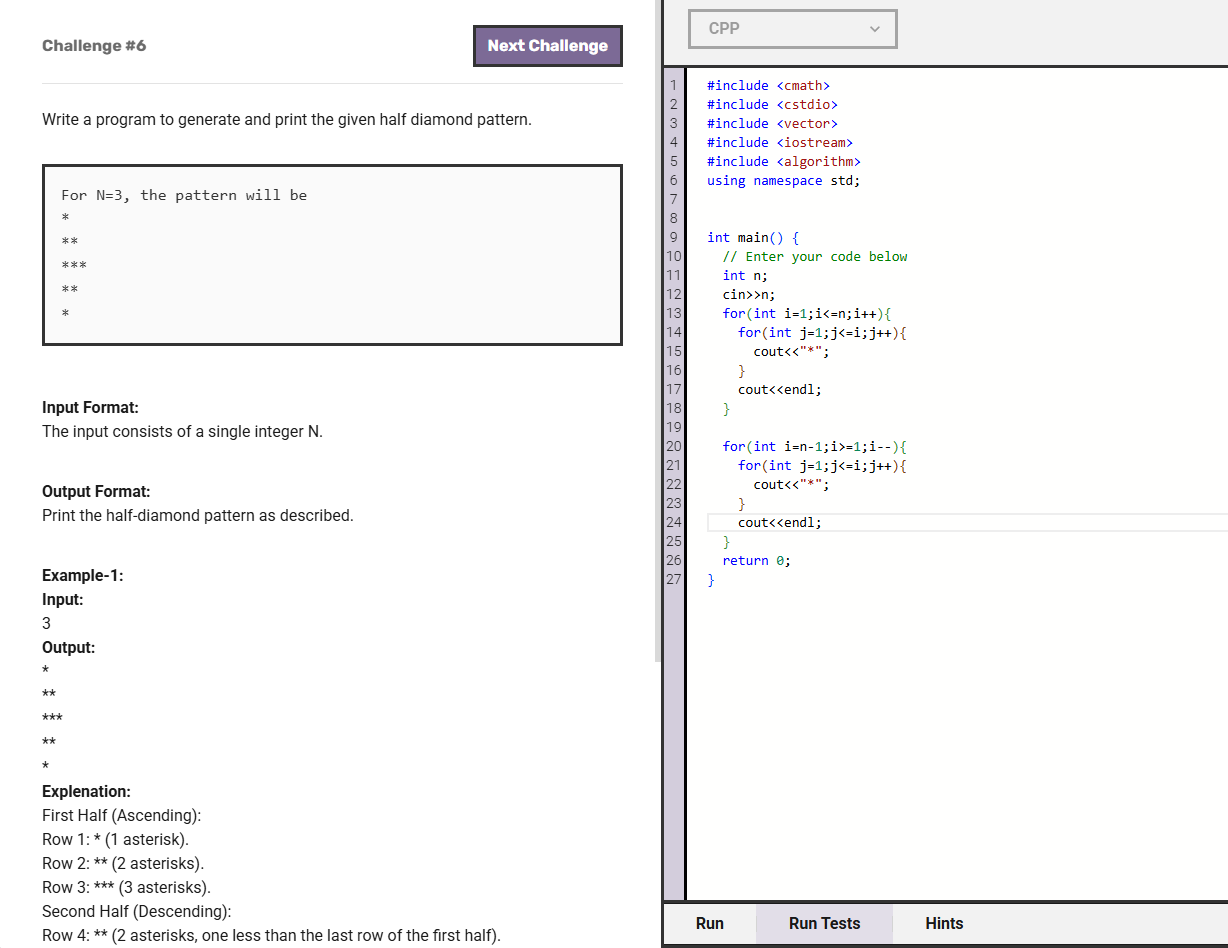 Challenge #6
Next Challenge
Write a program to generate and print the given half diamond pattern.
For N=3, the pattern will be
*
**
***
**
*
Input Format:
The input consists of a single integer N.
Output Format:
Print the half-diamond pattern as described.
Example-1:
Input:
3
Output:
*
**
***
**
*
Explenation:
First Half (Ascending):
Row 1: * (1 asterisk).
Row 2: ** (2 asterisks).
Row 3: *** (3 asterisks).
Second Half (Descending):
Row 4: ** (2 asterisks, one less than the last row of the first half).
CPP
1 #include <cmath>
2 #include <cstdio>
3 #include <vector>
4 #include <iostream>
5 #include <algorithm>
6 using namespace std;
7
8
9 int main() {
10   // Enter your code below
11   int n;
12   cin>>n;
13   for(int i=1;i<=n;i++){
14     for(int j=1;j<=i;j++){
15       cout<<"*";
16     }
17     cout<<endl;
18   }
19
20   for(int i=n-1;i>=1;i--){
21     for(int j=1;j<=i;j++){
22       cout<<"*";
23     }
24     cout<<endl;
25   }
26   return 0;
27 }
Run
Run Tests
Hints